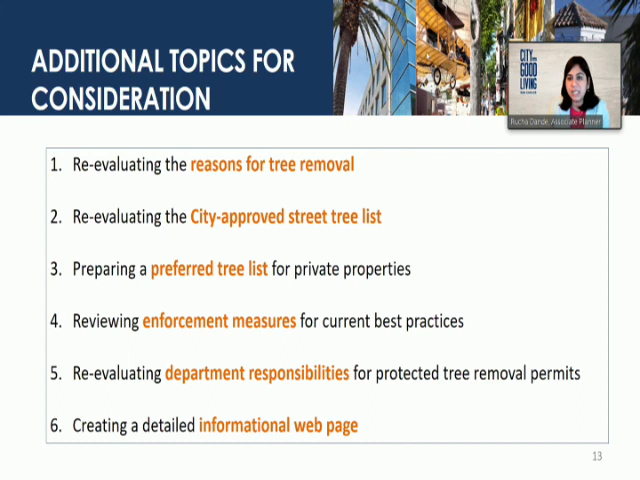 ADDITIONAL TOPICS FOR
CONSIDERATION
CITY
GOOD
LIVING
Rucha Dande, Associate Planner
1. Re-evaluating the reasons for tree removal
2. Re-evaluating the City-approved street tree list
3. Preparing a preferred tree list for private properties
4. Reviewing enforcement measures for current best practices
5. Re-evaluating department responsibilities for protected tree removal permits
6. Creating a detailed informational web page
13